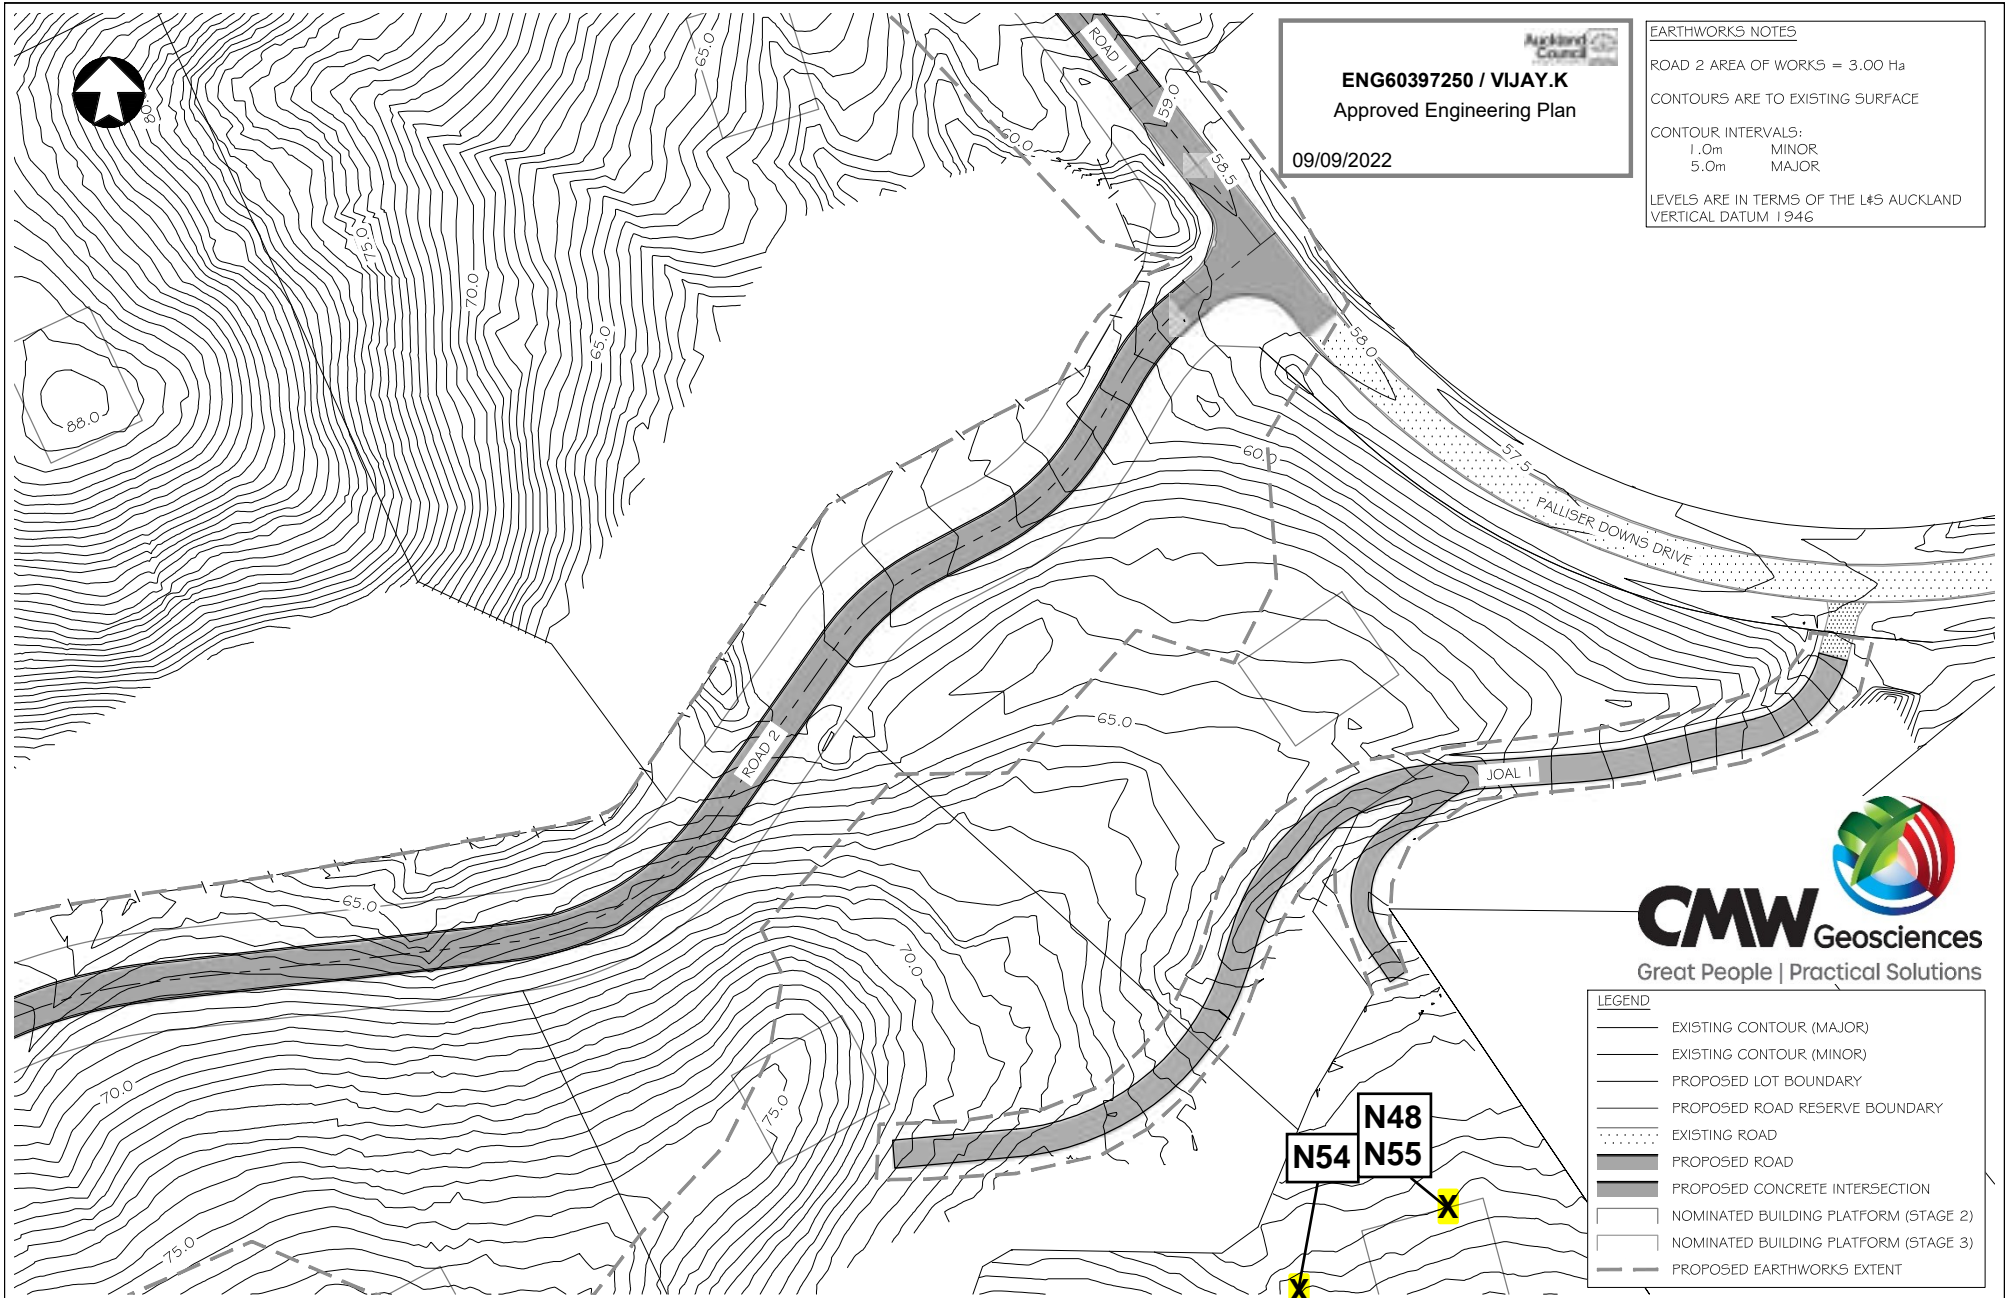 Auckland
Council
ENG60397250 / VIJAY.K
Approved Engineering Plan
09/09/2022
EARTHWORKS NOTES
ROAD 2 AREA OF WORKS = 3.00 Ha
CONTOURS ARE TO EXISTING SURFACE
CONTOUR INTERVALS:
1.0m MINOR
5.0m MAJOR
LEVELS ARE IN TERMS OF THE L&S AUCKLAND
VERTICAL DATUM 1946
ROAD 1
59.0
58.5
58.0
57.5
60.0
65.0
80.0
75.0
70.0
65.0
88.0
60.0
PALLISER DOWNS DRIVE
65.0
ROAD 2
JOAL 1
65.0
70.0
70.0
75.0
75.0
N48
N55
N54
X
X
CMW Geosciences
Great People | Practical Solutions
LEGEND
EXISTING CONTOUR (MAJOR)
EXISTING CONTOUR (MINOR)
PROPOSED LOT BOUNDARY
PROPOSED ROAD RESERVE BOUNDARY
EXISTING ROAD
PROPOSED ROAD
PROPOSED CONCRETE INTERSECTION
NOMINATED BUILDING PLATFORM (STAGE 2)
NOMINATED BUILDING PLATFORM (STAGE 3)
PROPOSED EARTHWORKS EXTENT